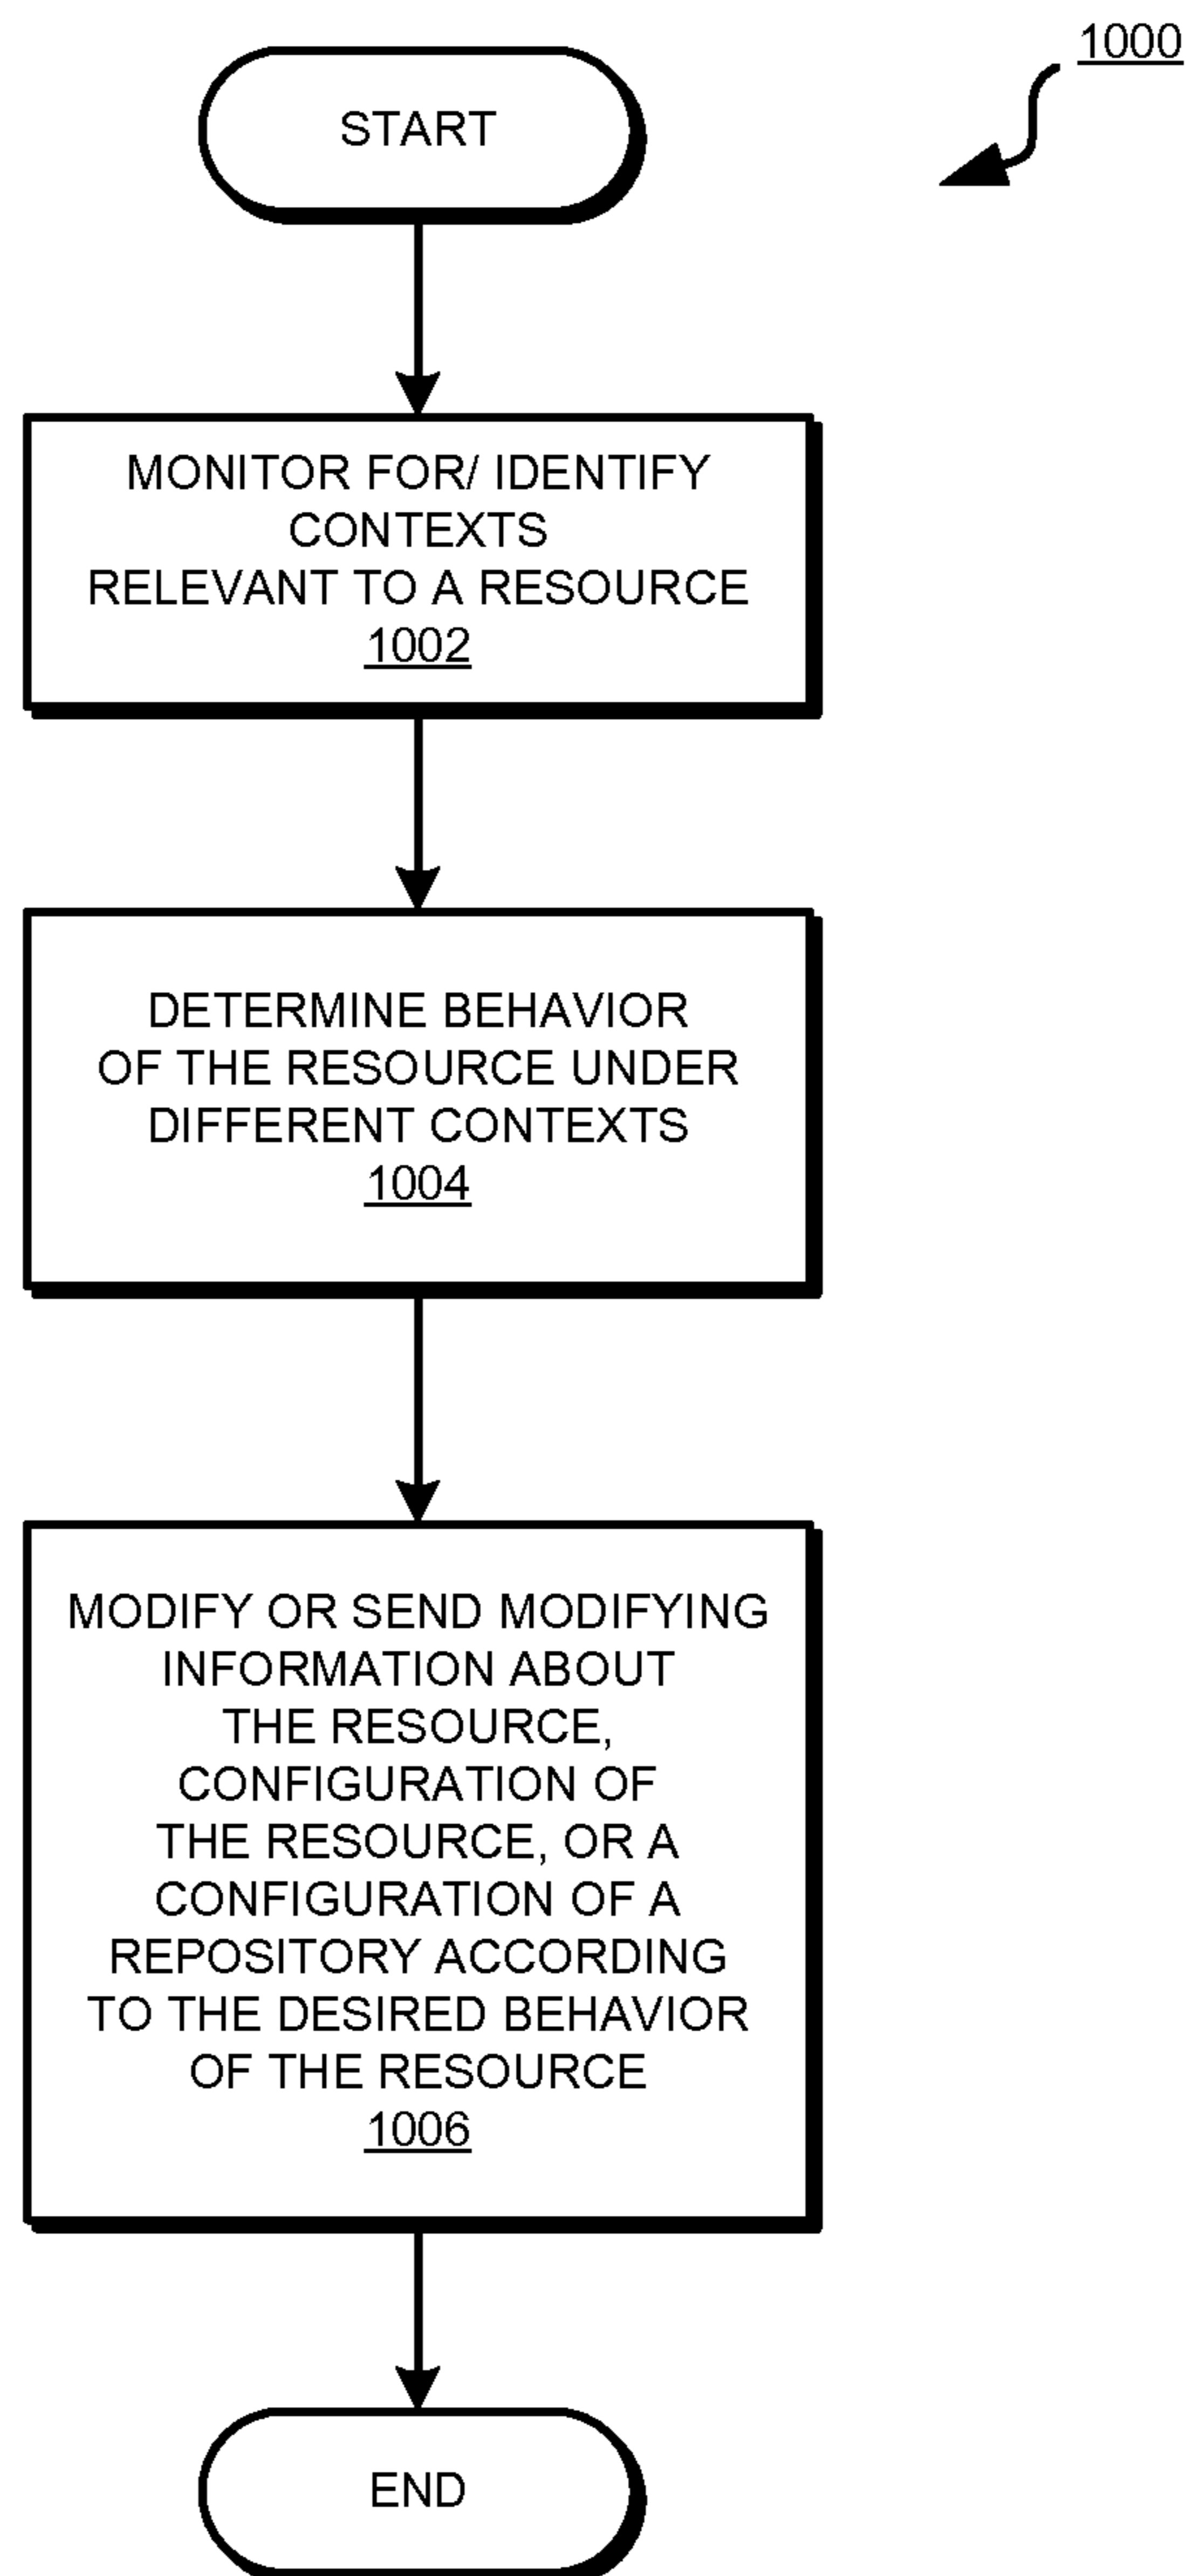 1000
START
MONITOR FOR/ IDENTIFY
CONTEXTS
RELEVANT TO A RESOURCE
1002
DETERMINE BEHAVIOR
OF THE RESOURCE UNDER
DIFFERENT CONTEXTS
1004
MODIFY OR SEND MODIFYING
INFORMATION ABOUT
THE RESOURCE,
CONFIGURATION OF
THE RESOURCE, OR A
CONFIGURATION OF A
REPOSITORY ACCORDING
TO THE DESIRED BEHAVIOR
OF THE RESOURCE
1006
END